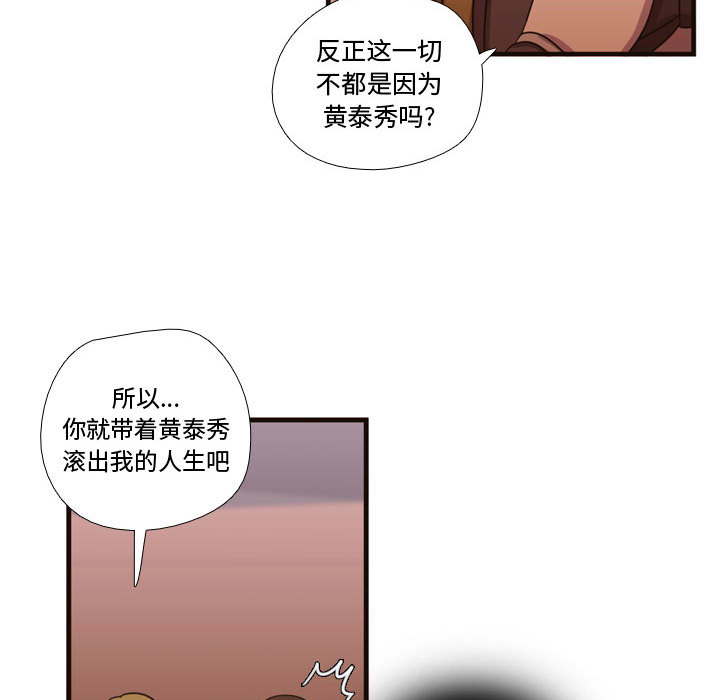 反正这一切
不都是因为
黄泰秀吗?
所以...
你就带着黄泰秀
滚出我的人生吧